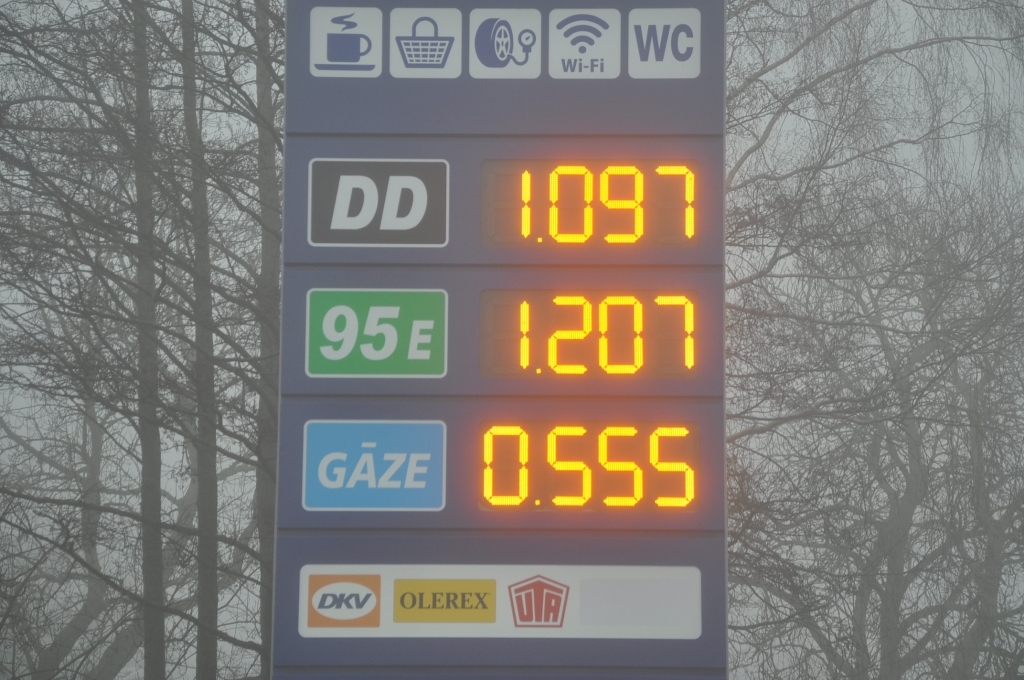 Wi-Fi
WC
DD 1.097
95 E 1.207
GĀZE 0.555
DKV OLEREX UTA